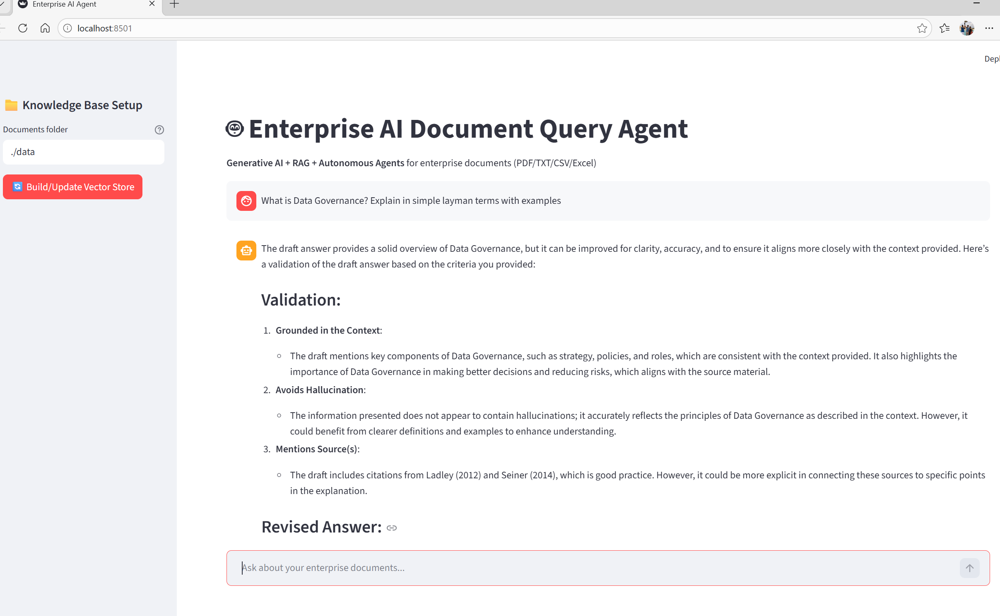 Enterprise AI Agent
localhost:8501
Knowledge Base Setup
Documents folder
./data
Build/Update Vector Store
Enterprise AI Document Query Agent
Generative AI + RAG + Autonomous Agents for enterprise documents (PDF/TXT/CSV/Excel)
What is Data Governance? Explain in simple layman terms with examples
The draft answer provides a solid overview of Data Governance, but it can be improved for clarity, accuracy, and to ensure it aligns more closely with the context provided. Here’s
a validation of the draft answer based on the criteria you provided:
Validation:
1. Grounded in the Context:
The draft mentions key components of Data Governance, such as strategy, policies, and roles, which are consistent with the context provided. It also highlights the
importance of Data Governance in making better decisions and reducing risks, which aligns with the source material.
2. Avoids Hallucination:
The information presented does not appear to contain hallucinations; it accurately reflects the principles of Data Governance as described in the context. However, it
could benefit from clearer definitions and examples to enhance understanding.
3. Mentions Source(s):
The draft includes citations from Ladley (2012) and Seiner (2014), which is good practice. However, it could be more explicit in connecting these sources to specific points
in the explanation.
Revised Answer:
Ask about your enterprise documents...